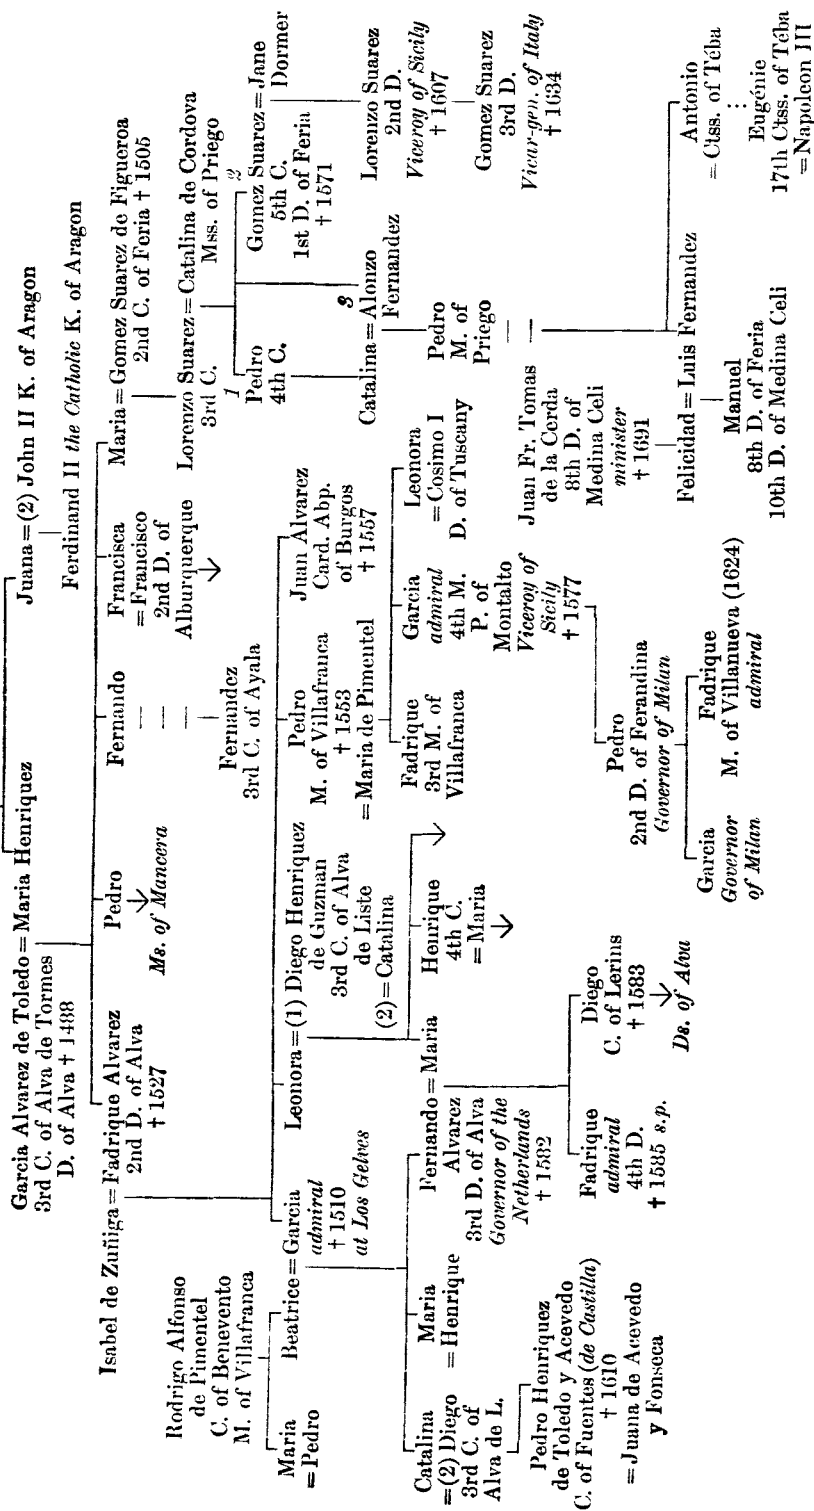 Garcia Alvarez de Toledo = Maria Henriquez
3rd C. of Alva de Tormes
D. of Alva † 1488
Juana = (2) John II K. of Aragon
Ferdinand II the Catholic K. of Aragon
Isabel de Zuñiga = Fadrique Alvarez
2nd D. of Alva
† 1527
Pedro
Ms. of Mancera
Fernando
Fernandez
3rd C. of Ayala
Francisca
= Francisco
2nd D. of
Alburquerque
Maria = Gomez Suarez de Figueroa
2nd C. of Feria † 1505
Lorenzo Suarez = Catalina de Cordova
3rd C.
Mss. of Priego
1
Pedro
4th C.
2
Gomez Suarez = Jane
Dormer
5th C.
1st D. of Feria
† 1571
Lorenzo Suarez
2nd D.
Viceroy of Sicily
† 1607
Gomez Suarez
3rd D.
Vicar-gen. of Italy
† 1634
3
Catalina = Alonzo
Fernandez
Pedro
M. of
Priego
Rodrigo Alfonso
de Pimentel
C. of Benevento
M. of Villafranca
Maria
= Pedro
Beatrice = Garcia
admiral
† 1510
at Los Gelves
Leonora = (1) Diego Henriquez
de Guzman
3rd C. of Alva
de Liste
(2) = Catalina
Pedro
M. of Villafranca
† 1553
= Maria de Pimentel
Juan Alvarez
Card. Abp.
of Burgos
† 1557
Catalina
= (2) Diego
3rd C. of
Alva de L.
Maria
= Henrique
Fernando = Maria
Alvarez
3rd D. of Alva
Governor of the
Netherlands
† 1582
Henrique
4th C.
= Maria
Fadrique
3rd M. of
Villafranca
Garcia
admiral
4th M.
P. of
Montalto
Viceroy of
Sicily
† 1577
Leonora
= Cosimo I
D. of Tuscany
Juan Fr. Tomas
de la Cerda
8th D. of
Medina Celi
minister
† 1691
Felicidad = Luis Fernandez
Antonio
= Ctss. of Téba
Manuel
8th D. of Feria
10th D. of Medina Celi
Eugénie
17th Ctss. of Téba
= Napoleon III
Pedro Henriquez
de Toledo y Acevedo
C. of Fuentes (de Castilla)
† 1610
= Juana de Acevedo
y Fonseca
Fadrique
admiral
4th D.
† 1585 s.p.
Diego
C. of Lerins
† 1583
Ds. of Alva
Pedro
2nd D. of Ferandina
Governor of Milan
Garcia
Governor
of Milan
Fadrique
M. of Villanueva (1624)
admiral